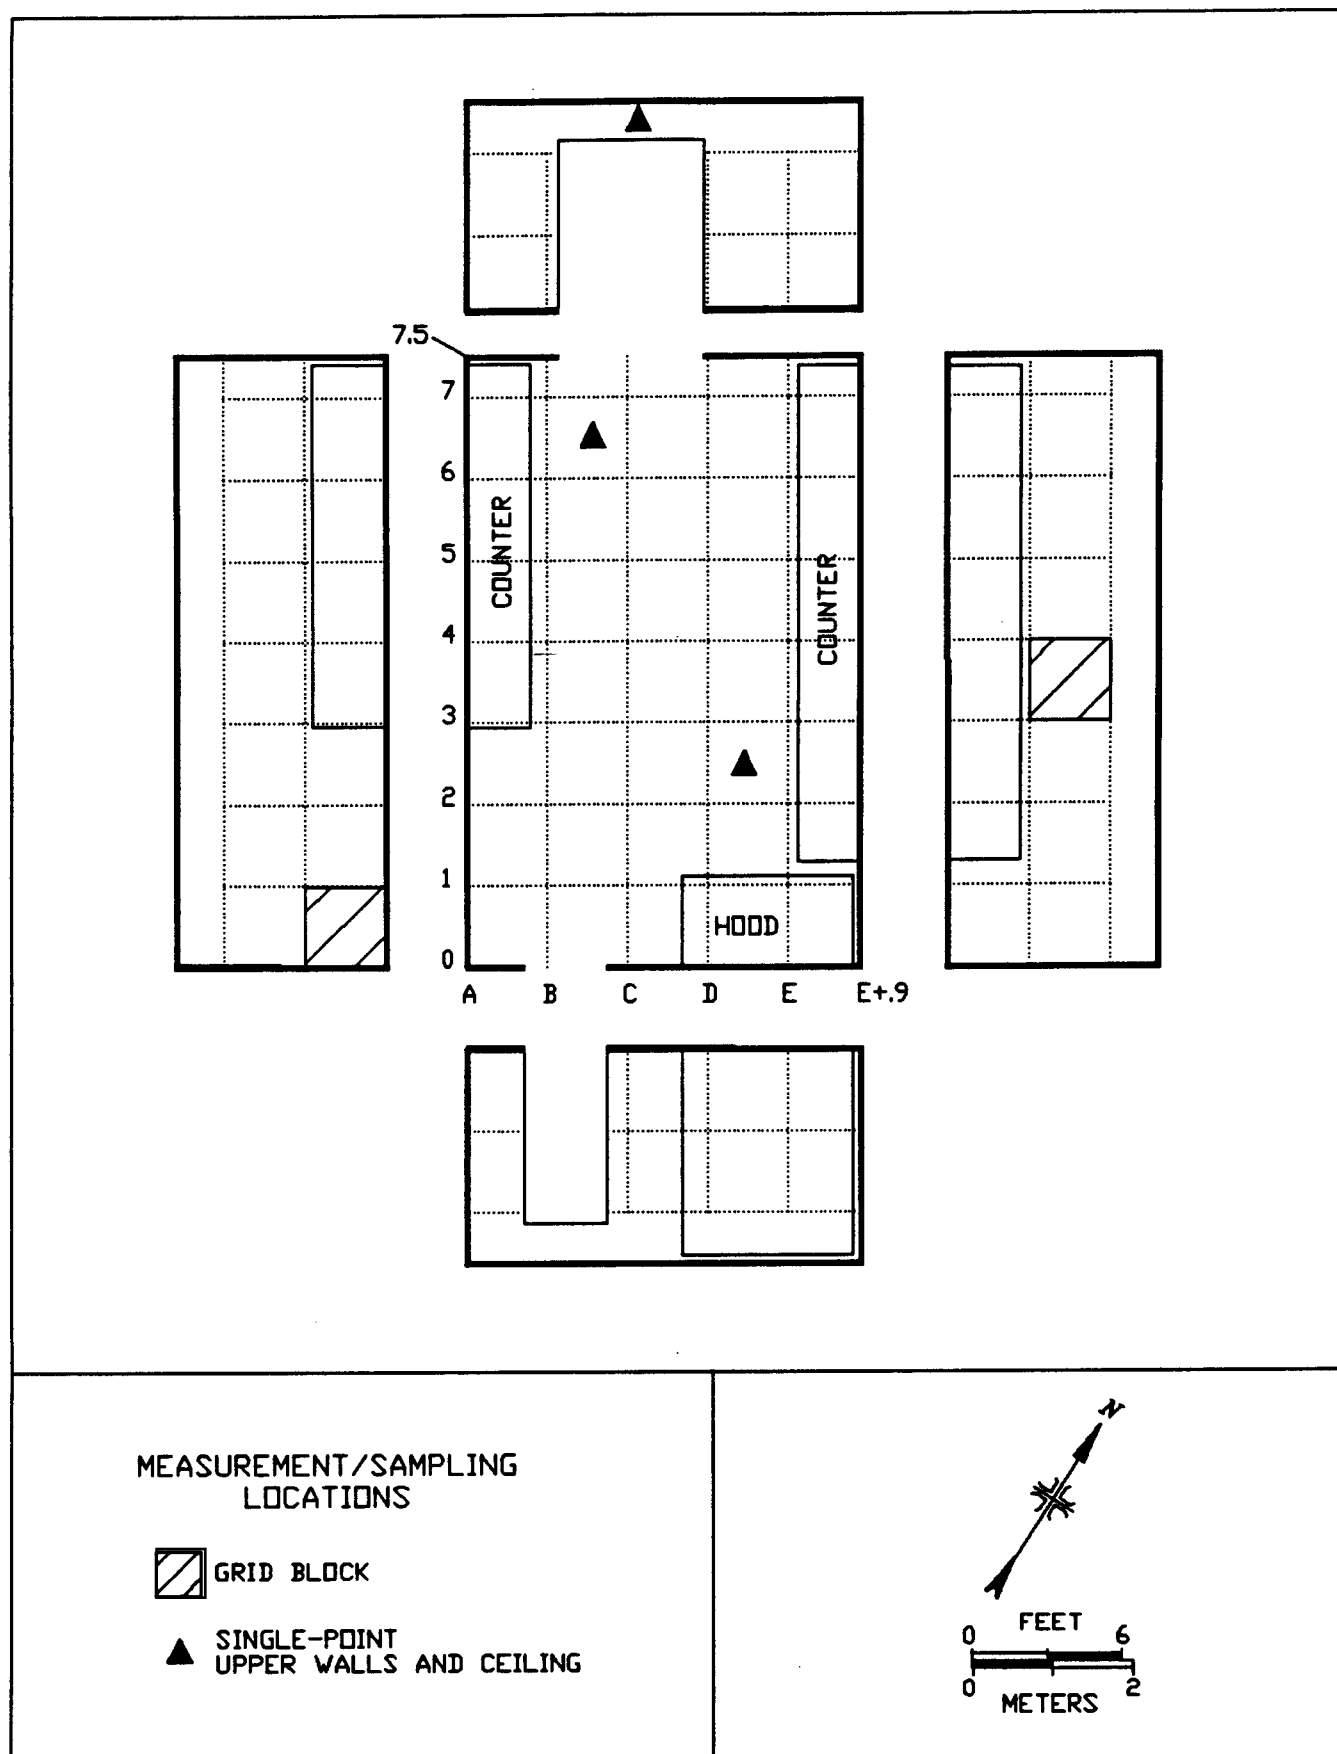 7.5
7
6
5
4
3
2
1
0
COUNTER
COUNTER
HOOD
A B C D E E+.9
MEASUREMENT/SAMPLING
LOCATIONS
GRID BLOCK
SINGLE-POINT
UPPER WALLS AND CEILING
N
FEET
0 6
0 2
METERS